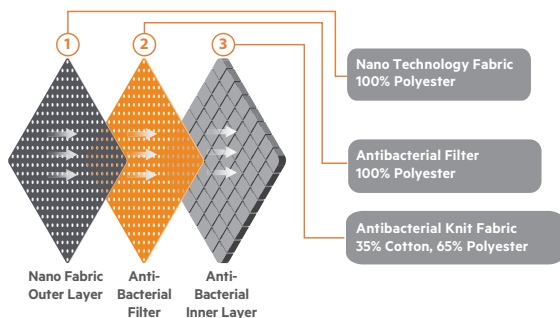 1
2
3
Nano Technology Fabric
100% Polyester
Antibacterial Filter
100% Polyester
Antibacterial Knit Fabric
35% Cotton, 65% Polyester
Nano Fabric
Outer Layer
Anti-
Bacterial
Filter
Anti-
Bacterial
Inner Layer